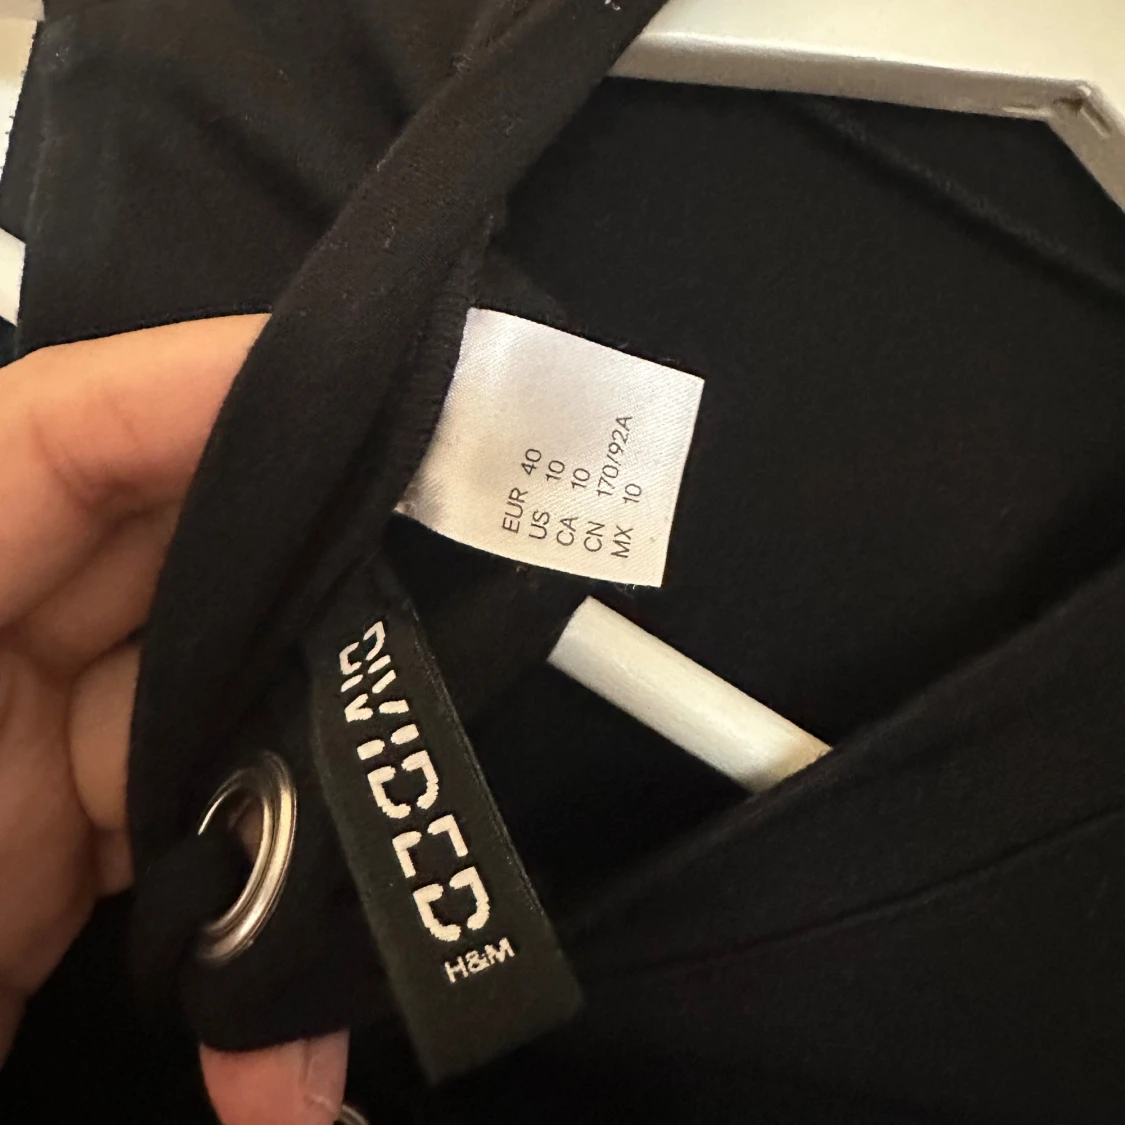 EUR 40
US 10
CA 10
CN 170/92A
MX 10
DIVIDED
H&M